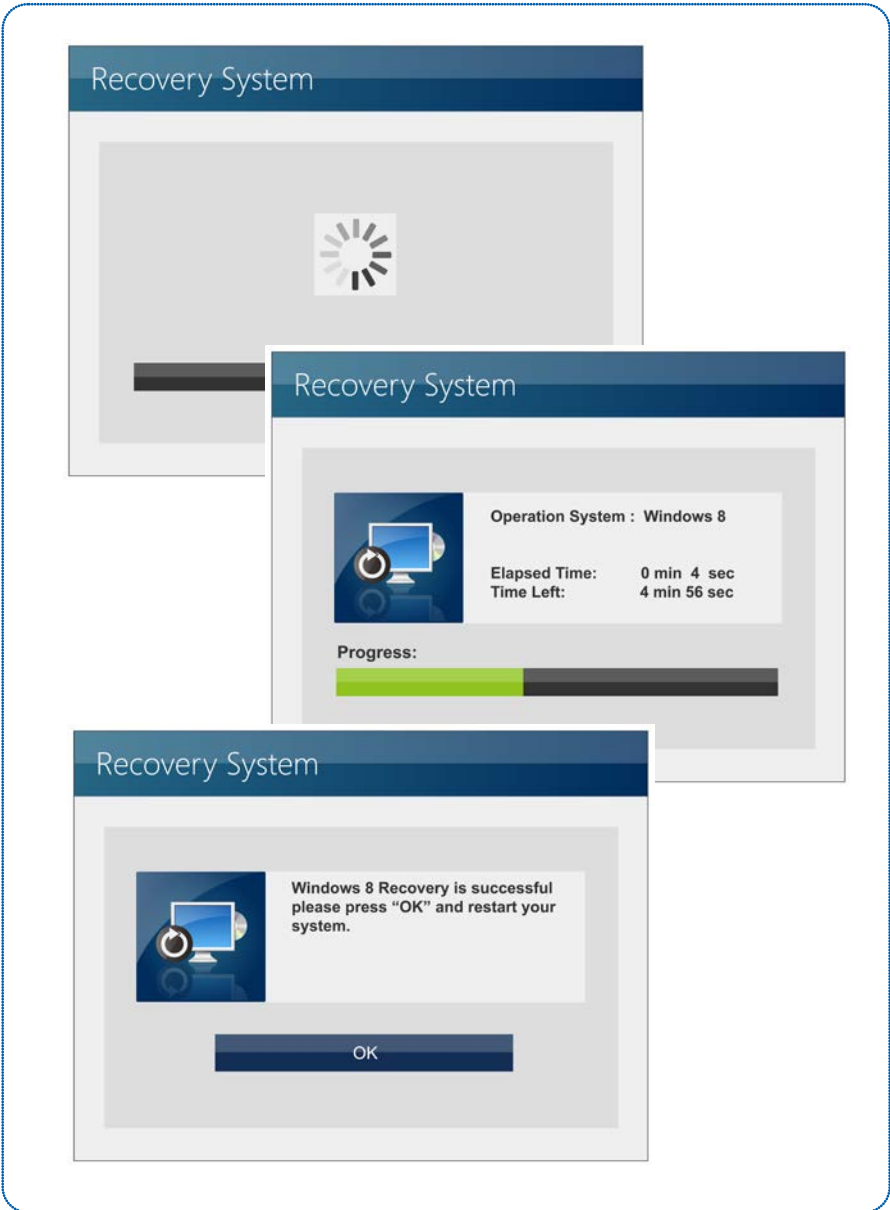 Recovery System
Recovery System
Operation System : Windows 8
Elapsed Time: 0 min 4 sec
Time Left: 4 min 56 sec
Progress:
Recovery System
Windows 8 Recovery is successful
please press “OK” and restart your
system.
OK